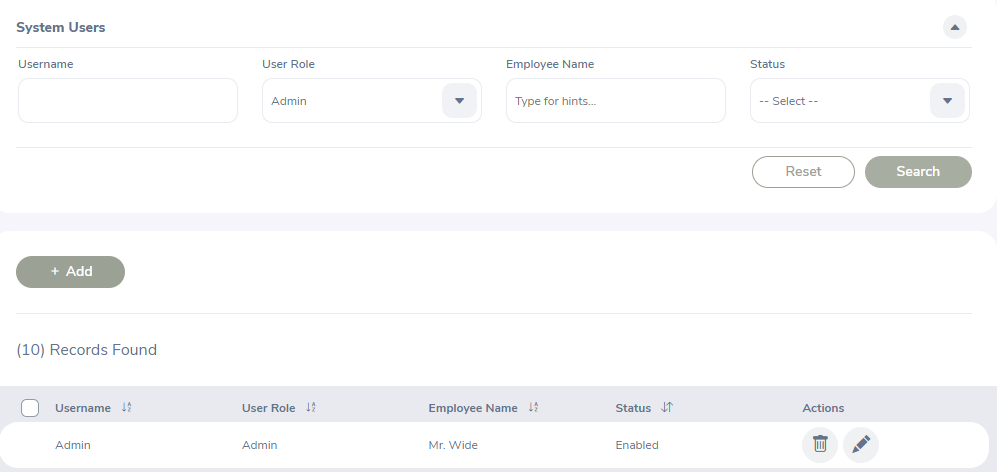 System Users
Username User Role Employee Name Status
Admin Type for hints... -- Select --
Reset Search
+ Add
(10) Records Found
Username User Role Employee Name Status Actions
Admin Admin Mr. Wide Enabled